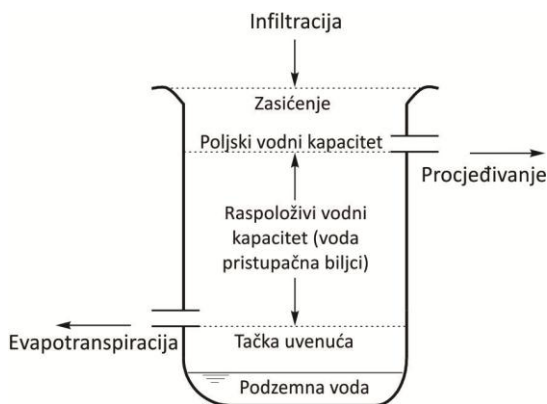 Infiltracija
Zasićenje
Poljski vodni kapacitet
Procjeđivanje
Raspoloživi vodni
kapacitet (voda
pristupačna biljci)
Evapotranspiracija
Tačka uvenuća
Podzemna voda